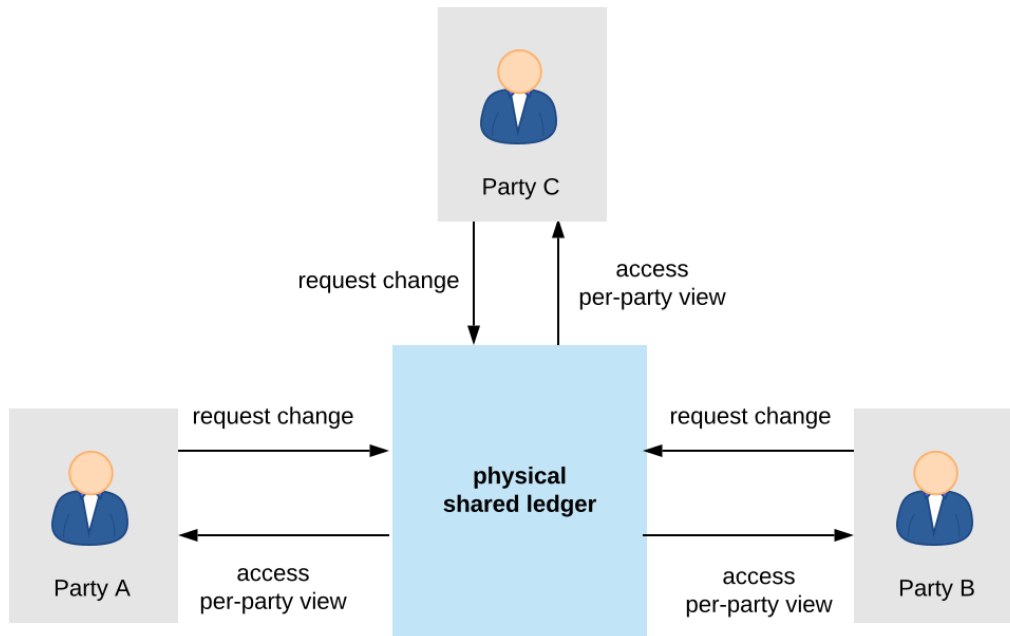 Party C
request change
access
per-party view
request change
request change
physical
shared ledger
Party A
access
per-party view
access
per-party view
Party B